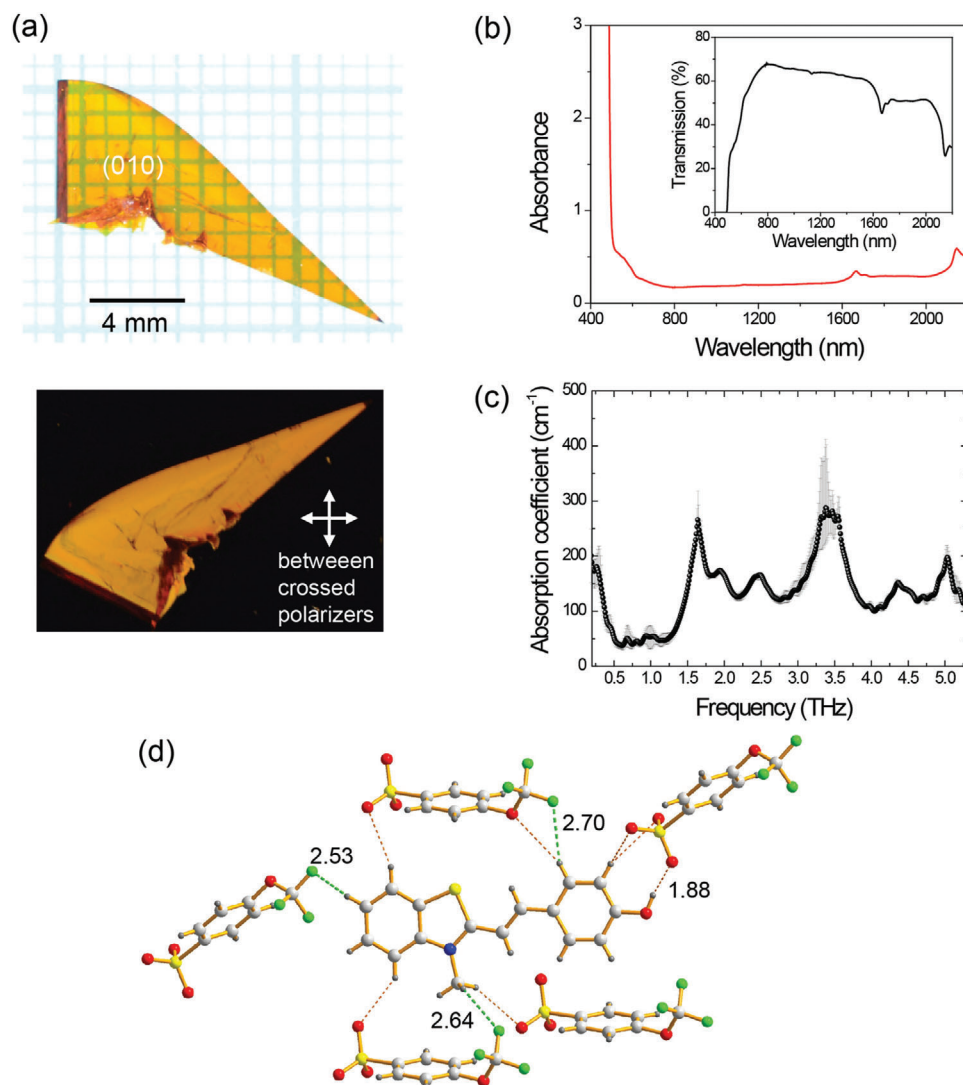 (a)
(010)
4 mm
betweeen
crossed
polarizers
(b)
Absorbance
3
2
1
0
400
800
1200
1600
2000
Wavelength (nm)
Transmission (%)
80
60
40
20
0
400
800
1200
1600
2000
Wavelength (nm)
(c)
Absorption coefficient (cm⁻¹)
500
400
300
200
100
0
0.5
1.0
1.5
2.0
2.5
3.0
3.5
4.0
4.5
5.0
Frequency (THz)
(d)
2.70
2.53
1.88
2.64